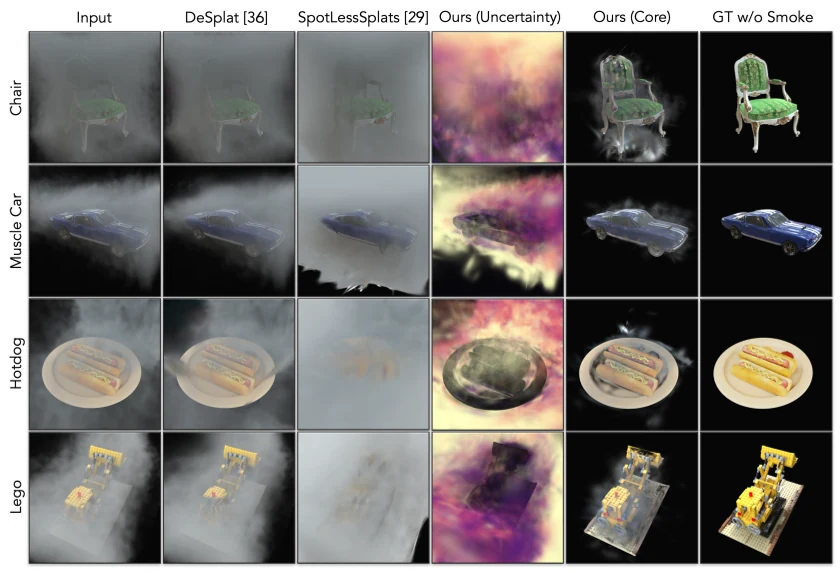 Input DeSplat [36] SpotLessSplats [29] Ours (Uncertainty) Ours (Core) GT w/o Smoke
Chair
Muscle Car
Hotdog
Lego